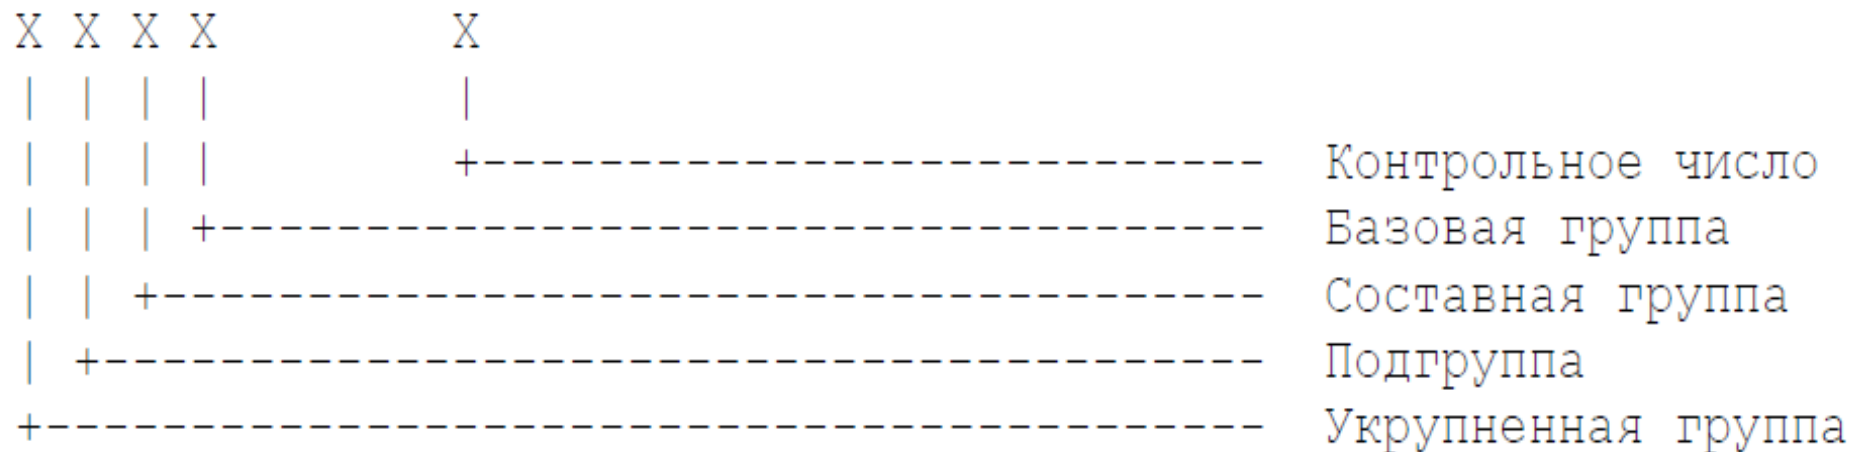 X X X X        X
| | | |        |
| | | |        +--------------------------- Контрольное число
| | | +------------------------------------ Базовая группа
| | +-------------------------------------- Составная группа
| +---------------------------------------- Подгруппа
+------------------------------------------ Укрупненная группа